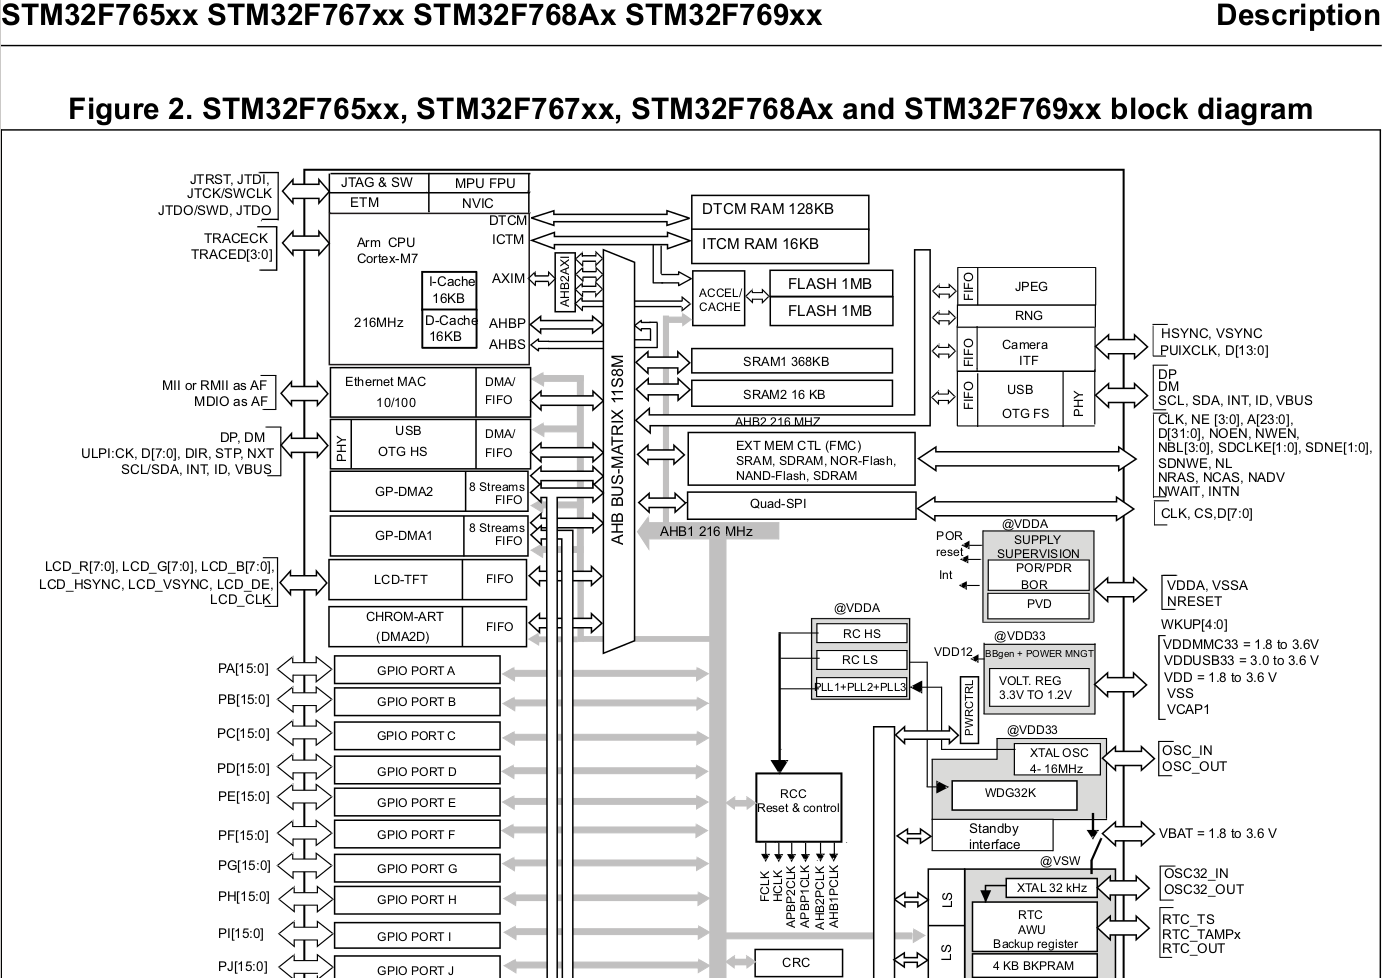 STM32F765xx STM32F767xx STM32F768Ax STM32F769xx
Description
Figure 2. STM32F765xx, STM32F767xx, STM32F768Ax and STM32F769xx block diagram
JTRST, JTDI,
JTCK/SWCLK
JTDO/SWD, JTDO
TRACECK
TRACED[3:0]
JTAG & SW
MPU FPU
ETM
NVIC
DTCM
ICTM
Arm CPU
Cortex-M7
AXIM
I-Cache
16KB
216MHz
D-Cache
16KB
AHBP
AHBS
AHB2AXI
DTCM RAM 128KB
ITCM RAM 16KB
ACCEL/
CACHE
FLASH 1MB
FLASH 1MB
SRAM1 368KB
SRAM2 16 KB
AHB2 216 MHZ
EXT MEM CTL (FMC)
SRAM, SDRAM, NOR-Flash,
NAND-Flash, SDRAM
Quad-SPI
AHB BUS-MATRIX 11S8M
AHB1 216 MHz
FIFO
JPEG
RNG
FIFO
Camera
ITF
FIFO
USB
OTG FS
PHY
HSYNC, VSYNC
PUIXCLK, D[13:0]
DP
DM
SCL, SDA, INT, ID, VBUS
CLK, NE [3:0], A[23:0],
D[31:0], NOEN, NWEN,
NBL[3:0], SDCLKE[1:0], SDNE[1:0],
SDNWE, NL
NRAS, NCAS, NADV
NWAIT, INTN
CLK, CS,D[7:0]
MII or RMII as AF
MDIO as AF
Ethernet MAC
10/100
DMA/
FIFO
DP, DM
ULPI:CK, D[7:0], DIR, STP, NXT
SCL/SDA, INT, ID, VBUS
PHY
USB
OTG HS
DMA/
FIFO
GP-DMA2
8 Streams
FIFO
GP-DMA1
8 Streams
FIFO
LCD_R[7:0], LCD_G[7:0], LCD_B[7:0],
LCD_HSYNC, LCD_VSYNC, LCD_DE,
LCD_CLK
LCD-TFT
FIFO
CHROM-ART
(DMA2D)
FIFO
PA[15:0]
GPIO PORT A
PB[15:0]
GPIO PORT B
PC[15:0]
GPIO PORT C
PD[15:0]
GPIO PORT D
PE[15:0]
GPIO PORT E
PF[15:0]
GPIO PORT F
PG[15:0]
GPIO PORT G
PH[15:0]
GPIO PORT H
PI[15:0]
GPIO PORT I
PJ[15:0]
GPIO PORT J
@VDDA
POR
reset
Int
SUPPLY
SUPERVISION
POR/PDR
BOR
PVD
VDDA, VSSA
NRESET
WKUP[4:0]
@VDDA
RC HS
RC LS
PLL1+PLL2+PLL3
@VDD33
VDD12
BBgen + POWER MNGT
VOLT. REG
3.3V TO 1.2V
VDDMMC33 = 1.8 to 3.6V
VDDUSB33 = 3.0 to 3.6 V
VDD = 1.8 to 3.6 V
VSS
VCAP1
PWRCTRL
@VDD33
XTAL OSC
4- 16MHz
OSC_IN
OSC_OUT
WDG32K
RCC
Reset & control
FCLK
HCLK
APBP2CLK
APBP1CLK
AHB2PCLK
AHB1PCLK
Standby
interface
VBAT = 1.8 to 3.6 V
@VSW
LS
XTAL 32 kHz
OSC32_IN
OSC32_OUT
RTC
AWU
Backup register
RTC_TS
RTC_TAMPx
RTC_OUT
LS
4 KB BKPRAM
CRC